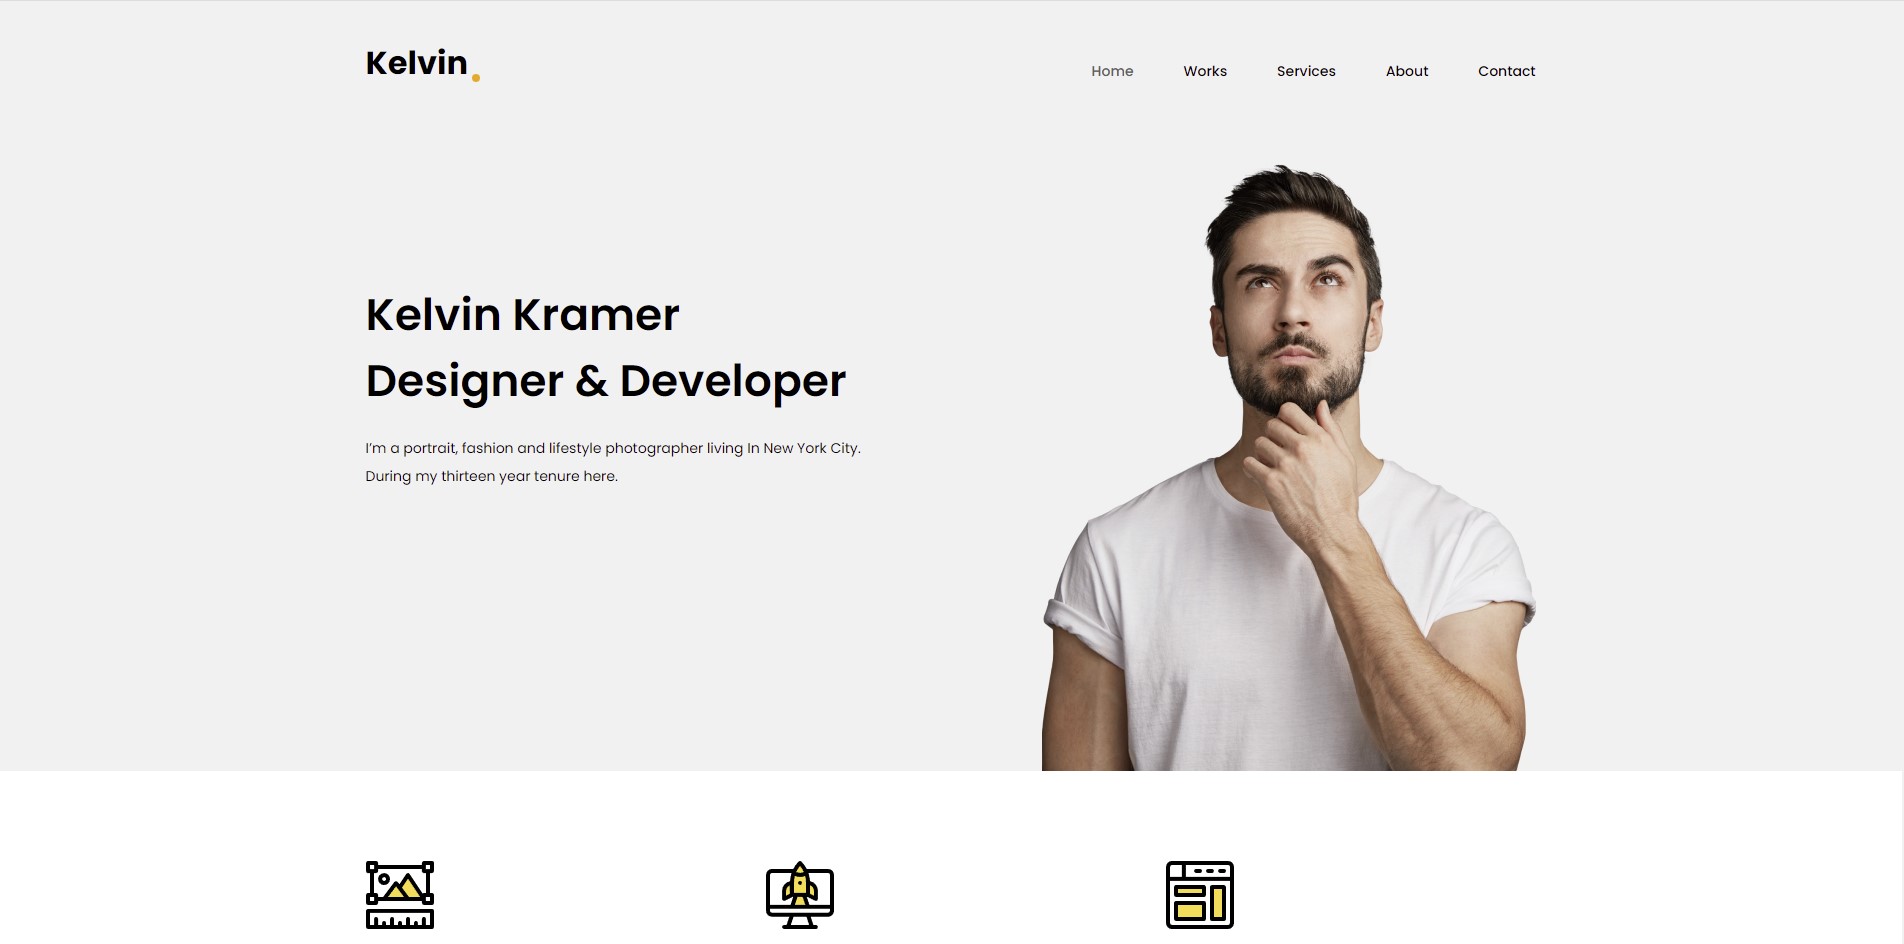 Kelvin.
Home Works Services About Contact
Kelvin Kramer
Designer & Developer
I'm a portrait, fashion and lifestyle photographer living In New York City.
During my thirteen year tenure here.